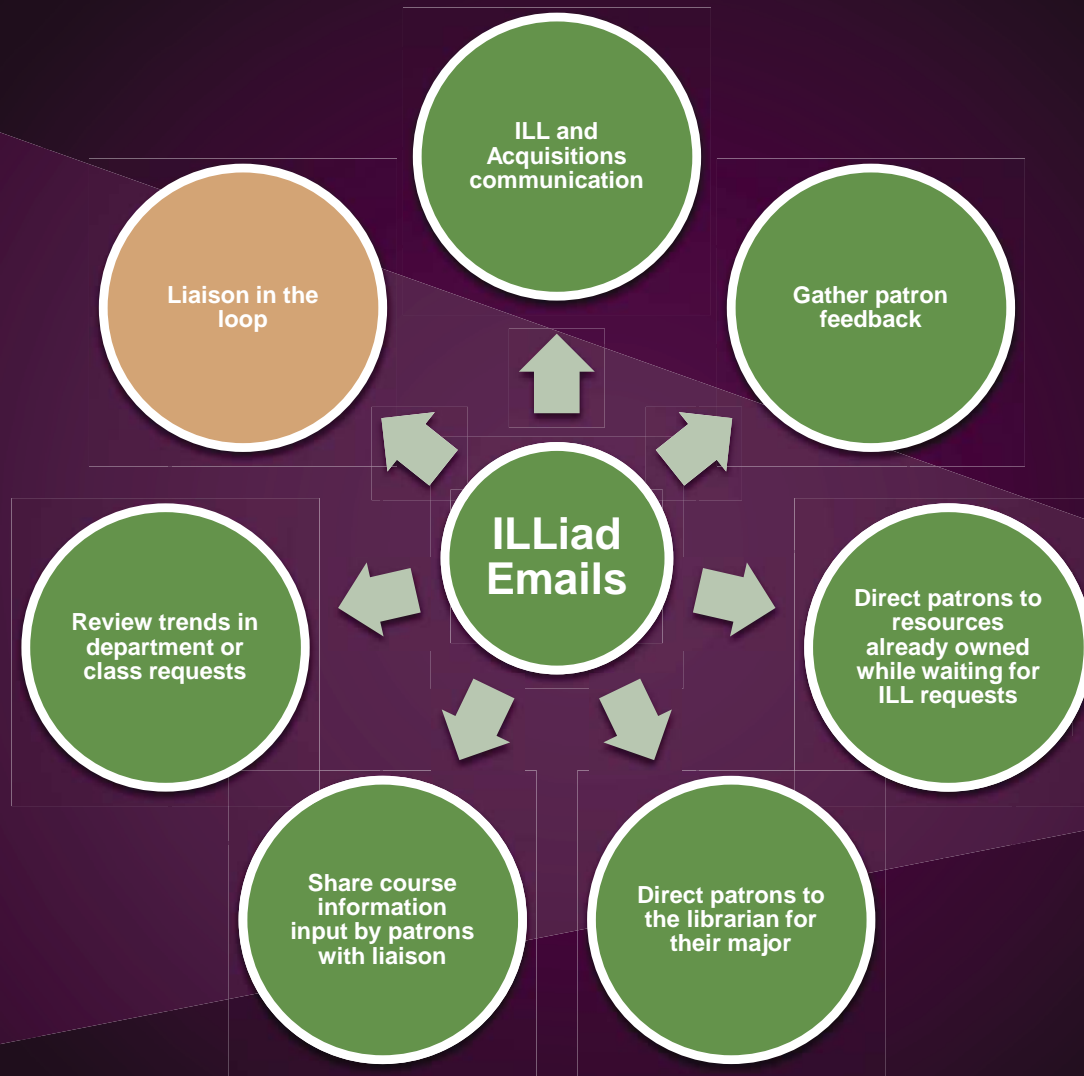 ILL and
Acquisitions
communication
Liaison in the
loop
Gather patron
feedback
ILLiad
Emails
Review trends in
department or
class requests
Direct patrons to
resources
already owned
while waiting for
ILL requests
Share course
information
input by patrons
with liaison
Direct patrons to
the librarian for
their major